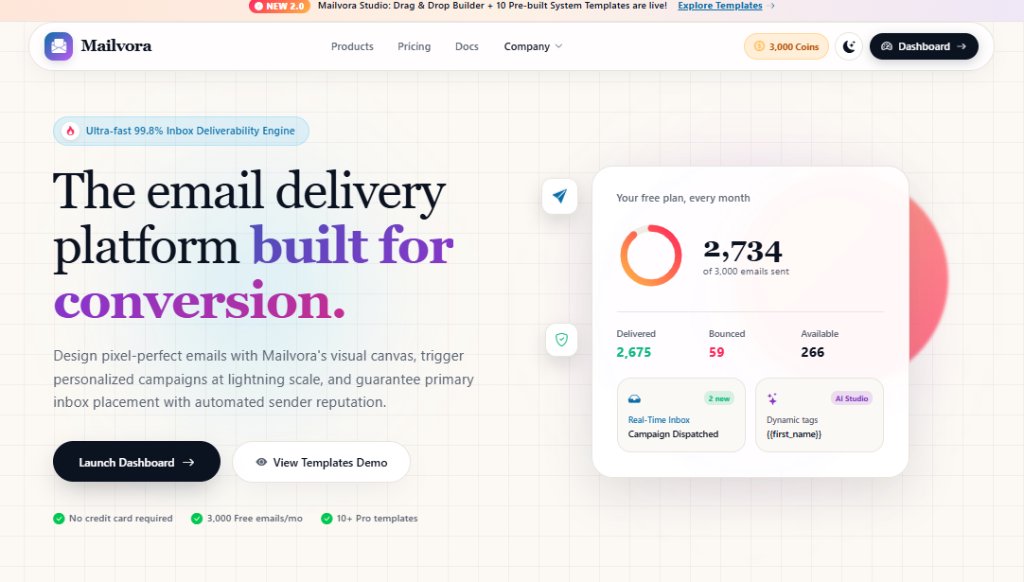 NEW 2.0 Mailvora Studio: Drag & Drop Builder + 10 Pre-built System Templates are live! Explore Templates →
Mailvora Products Pricing Docs Company 3,000 Coins Dashboard →
Ultra-fast 99.8% Inbox Deliverability Engine
The email delivery
platform built for
conversion.
Design pixel-perfect emails with Mailvora's visual canvas, trigger
personalized campaigns at lightning scale, and guarantee primary
inbox placement with automated sender reputation.
Launch Dashboard → View Templates Demo
No credit card required 3,000 Free emails/mo 10+ Pro templates
Your free plan, every month
2,734
of 3,000 emails sent
Delivered Bounced Available
2,675 59 266
2 new
Real-Time Inbox
Campaign Dispatched
AI Studio
Dynamic tags
{{first_name}}